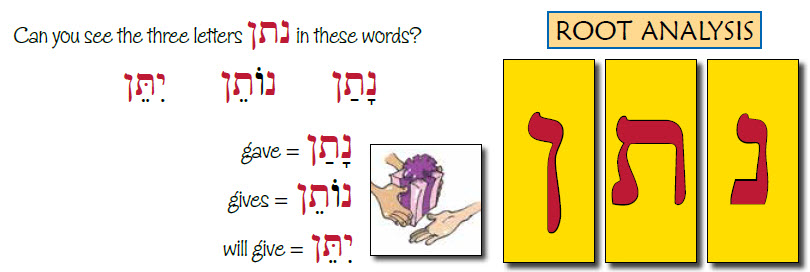 Can you see the three letters נתן in these words?
נָתַן נוֹתֵן יִתֵּן
gave = נָתַן
gives = נוֹתֵן
will give = יִתֵּן
ROOT ANALYSIS
נ ת ן